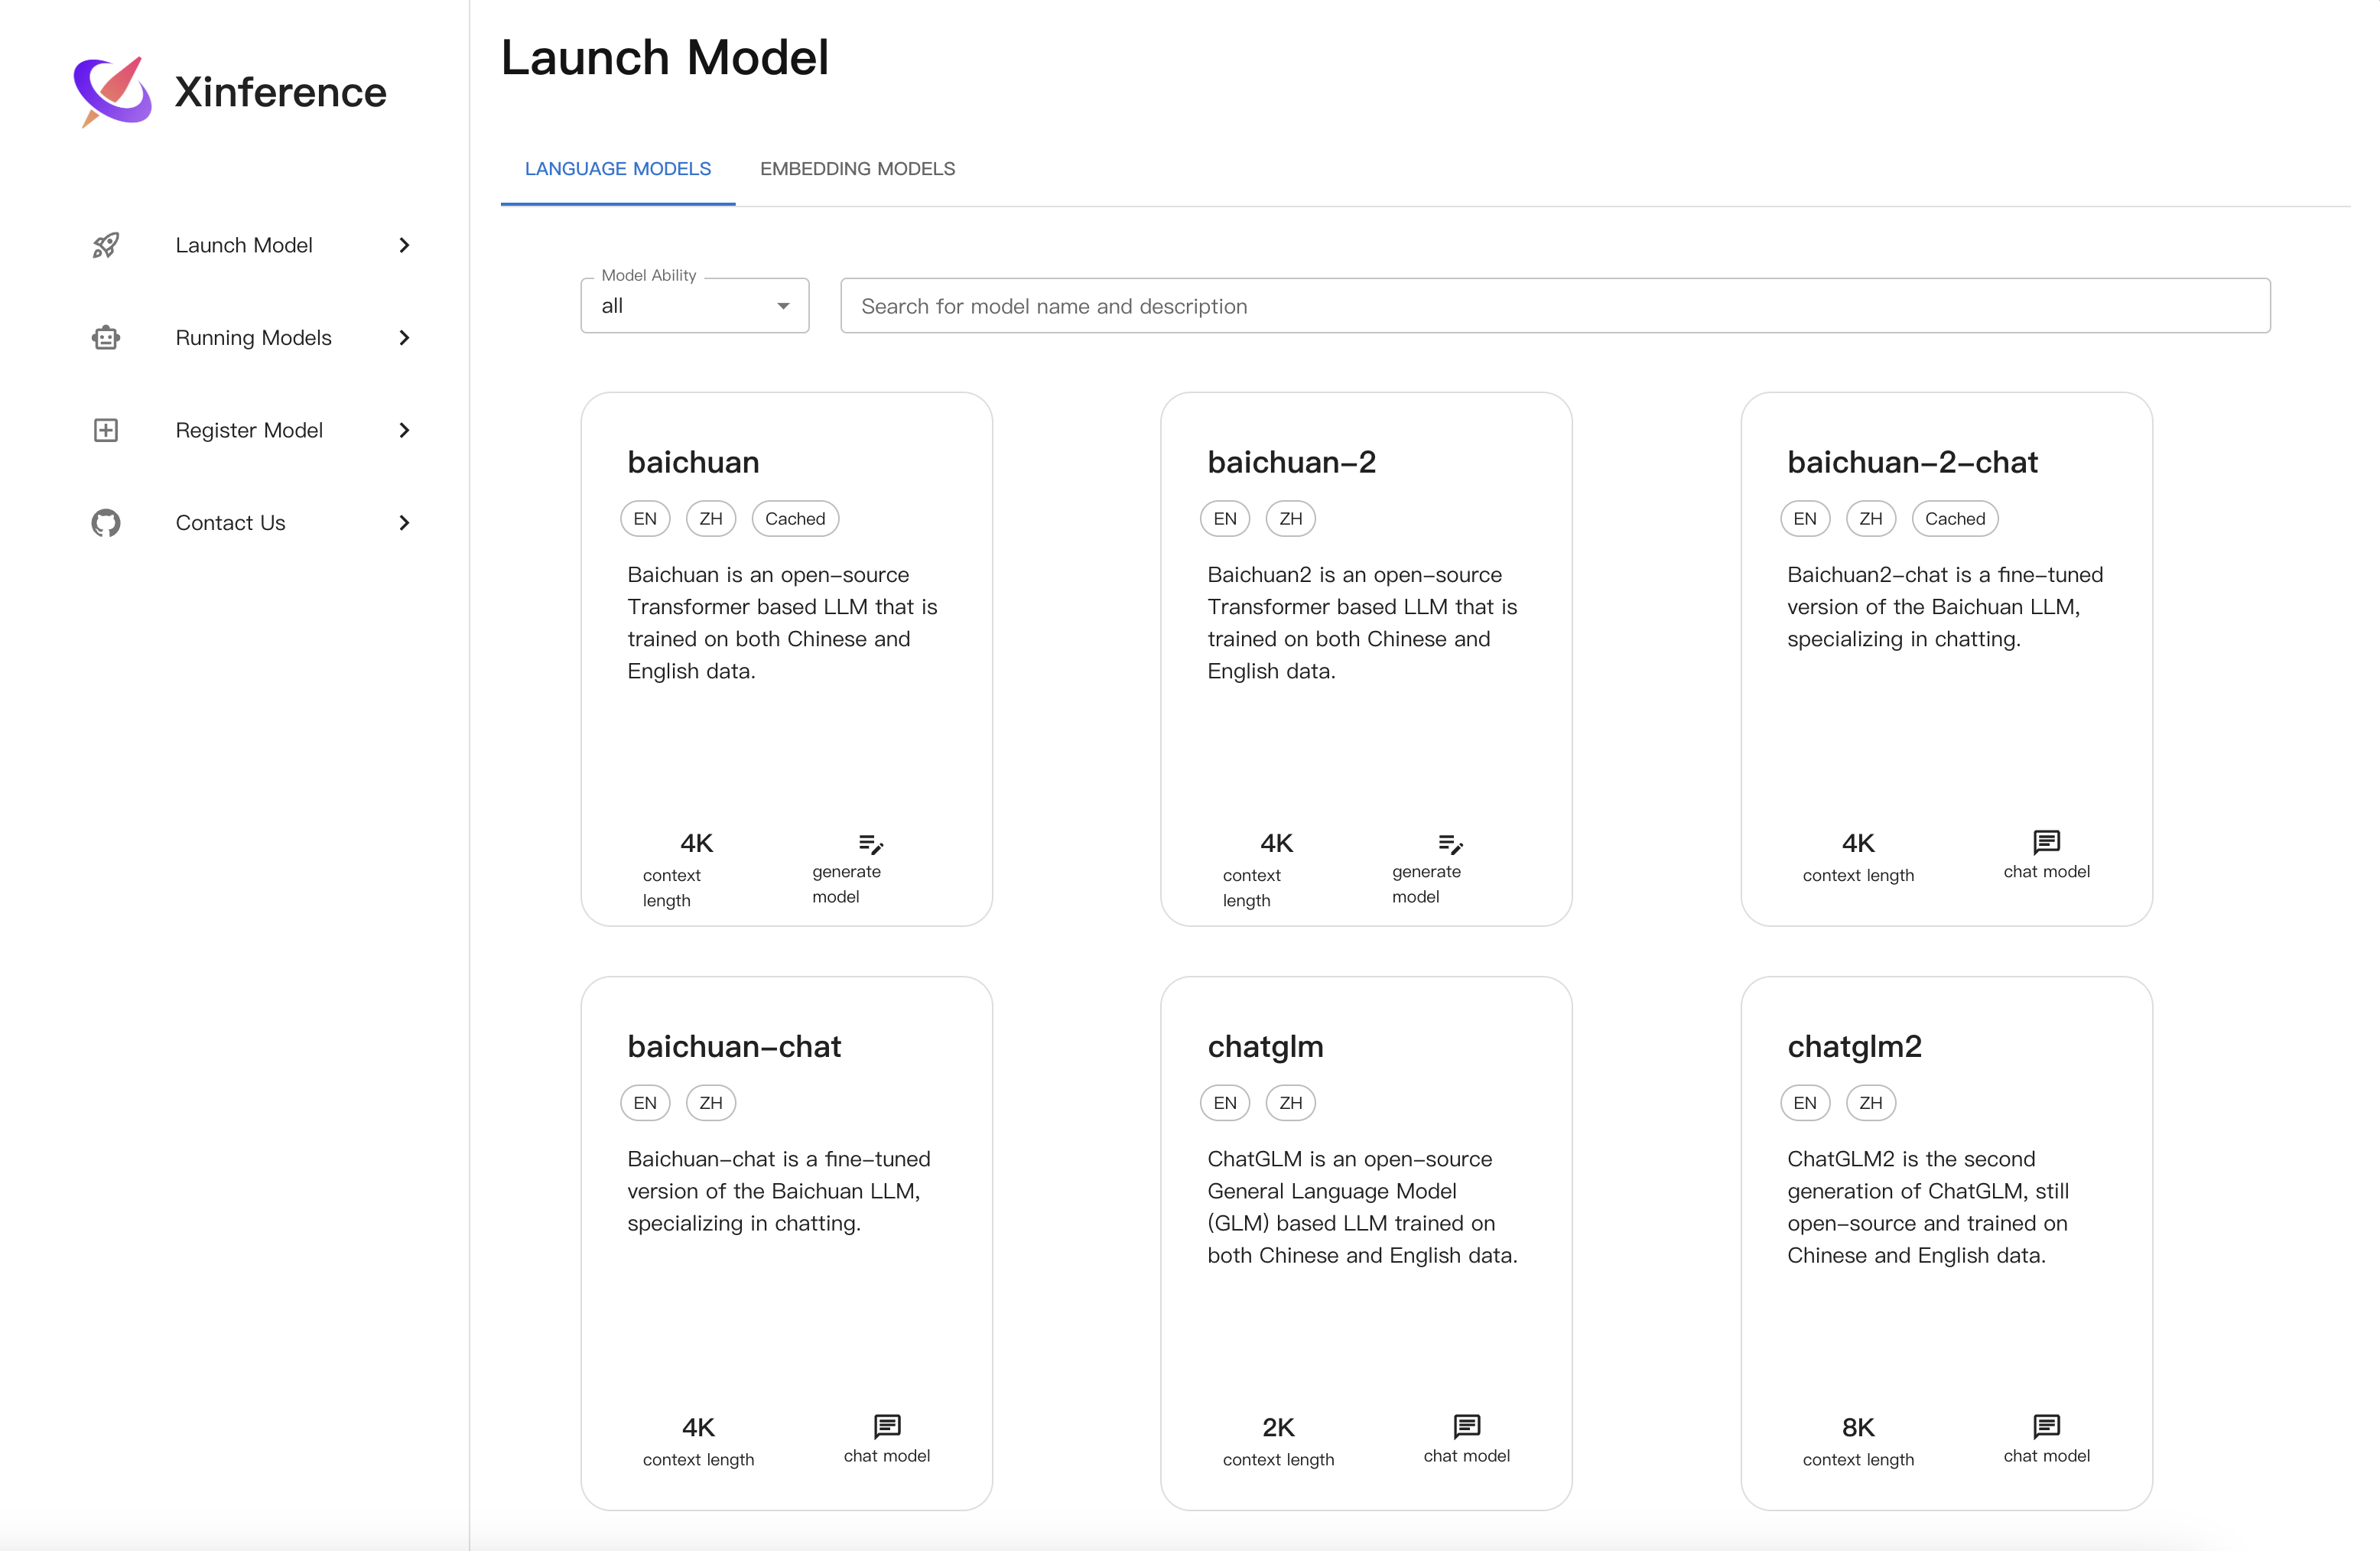 Xinference
Launch Model
Running Models
Register Model
Contact Us
Launch Model
LANGUAGE MODELS
EMBEDDING MODELS
Model Ability
all
Search for model name and description
baichuan
EN
ZH
Cached
Baichuan is an open-source
Transformer based LLM that is
trained on both Chinese and
English data.
4K
context
length
generate
model
baichuan-2
EN
ZH
Baichuan2 is an open-source
Transformer based LLM that is
trained on both Chinese and
English data.
4K
context
length
generate
model
baichuan-2-chat
EN
ZH
Cached
Baichuan2-chat is a fine-tuned
version of the Baichuan LLM,
specializing in chatting.
4K
context length
chat model
baichuan-chat
EN
ZH
Baichuan-chat is a fine-tuned
version of the Baichuan LLM,
specializing in chatting.
4K
context length
chat model
chatglm
EN
ZH
ChatGLM is an open-source
General Language Model
(GLM) based LLM trained on
both Chinese and English data.
2K
context length
chat model
chatglm2
EN
ZH
ChatGLM2 is the second
generation of ChatGLM, still
open-source and trained on
Chinese and English data.
8K
context length
chat model